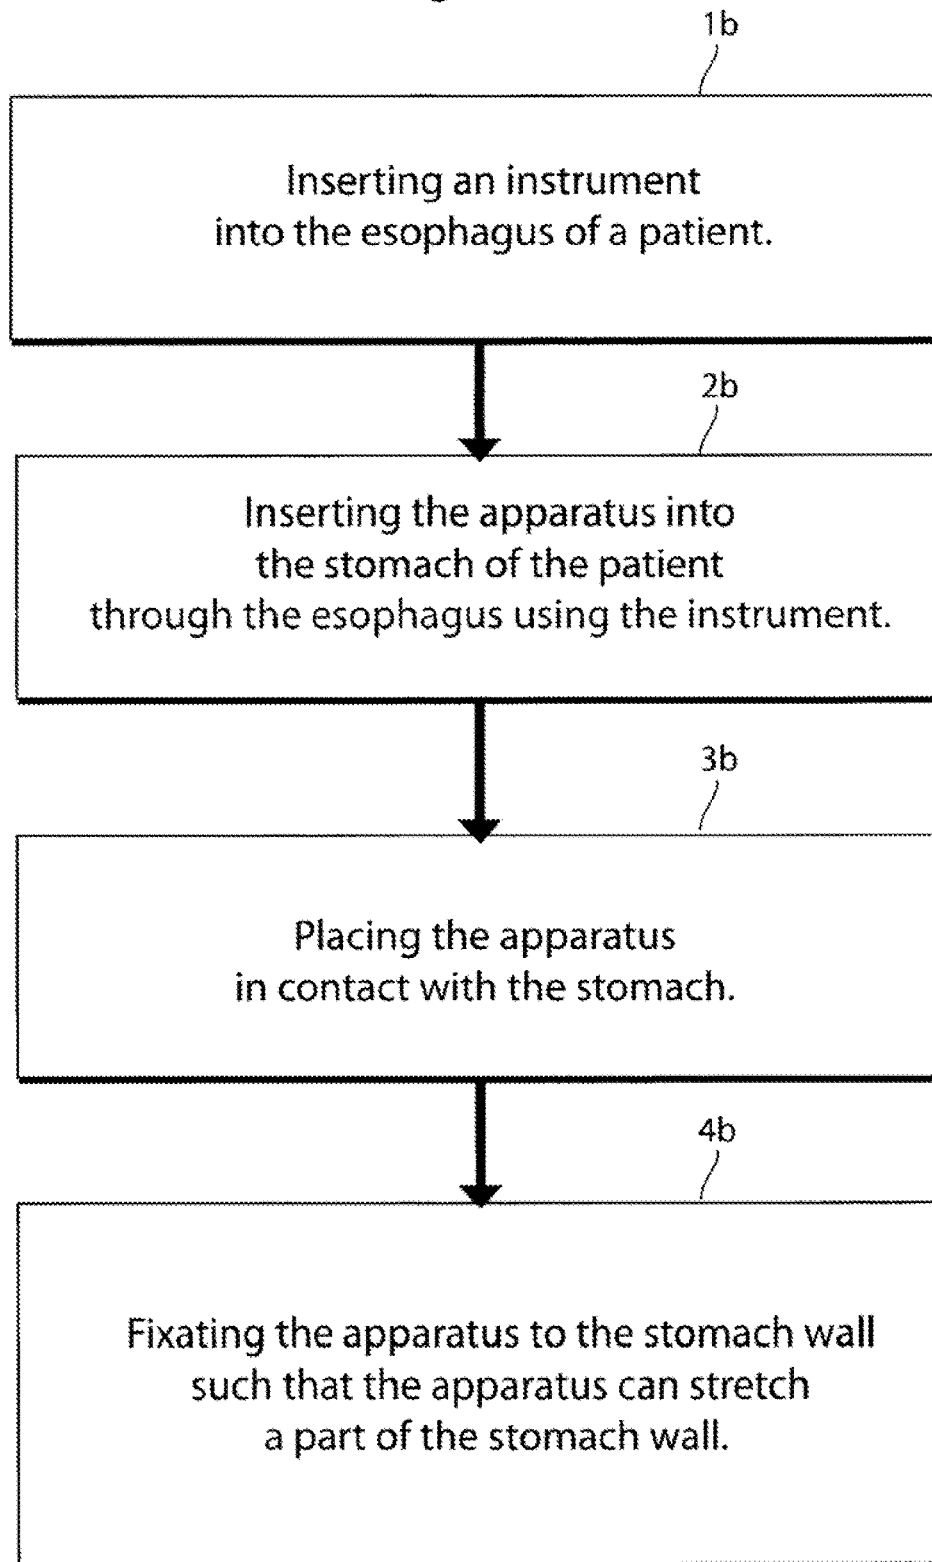 1b
Inserting an instrument
into the esophagus of a patient.
2b
Inserting the apparatus into
the stomach of the patient
through the esophagus using the instrument.
3b
Placing the apparatus
in contact with the stomach.
4b
Fixating the apparatus to the stomach wall
such that the apparatus can stretch
a part of the stomach wall.